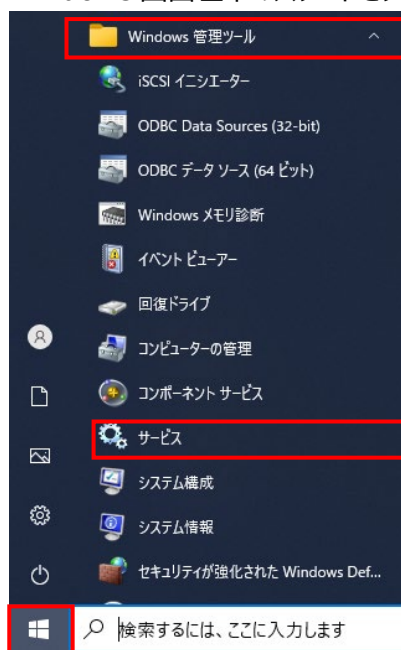 Windows 管理ツール
iSCSI イニシエーター
ODBC Data Sources (32-bit)
ODBC データ ソース (64 ビット)
Windows メモリ診断
イベント ビューアー
回復ドライブ
コンピューターの管理
コンポーネント サービス
サービス
システム構成
システム情報
セキュリティが強化された Windows Def...
検索するには、ここに入力します